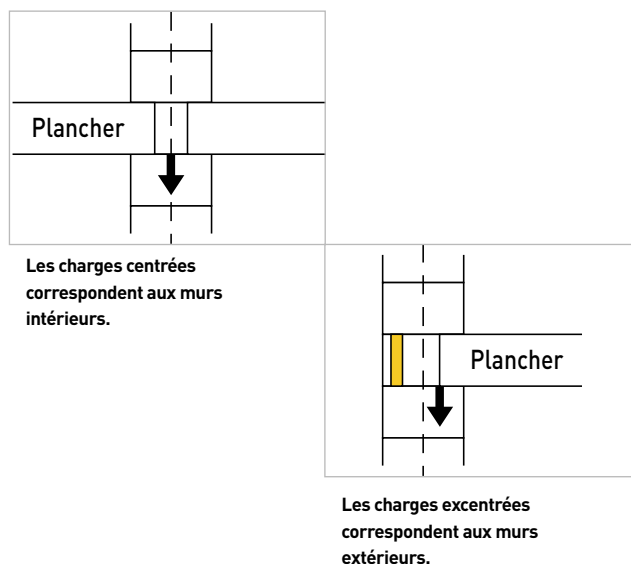 Plancher
Les charges centrées
correspondent aux murs
intérieurs.
Plancher
Les charges excentrées
correspondent aux murs
extérieurs.